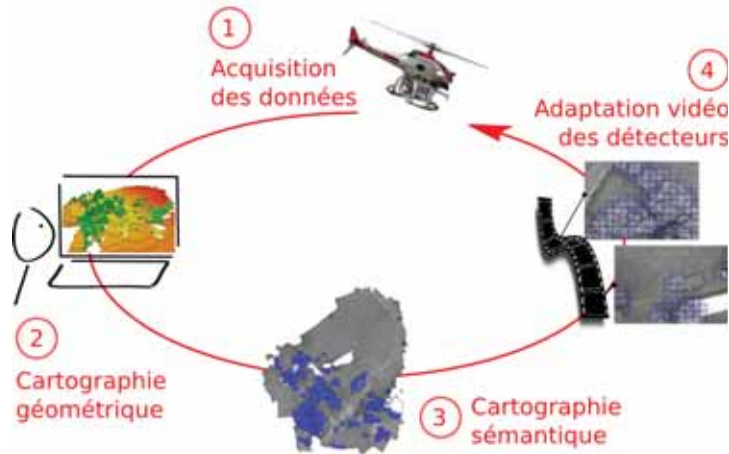 1
Acquisition
des données
2
Cartographie
géométrique
3
Cartographie
sémantique
4
Adaptation vidéo
des détecteurs